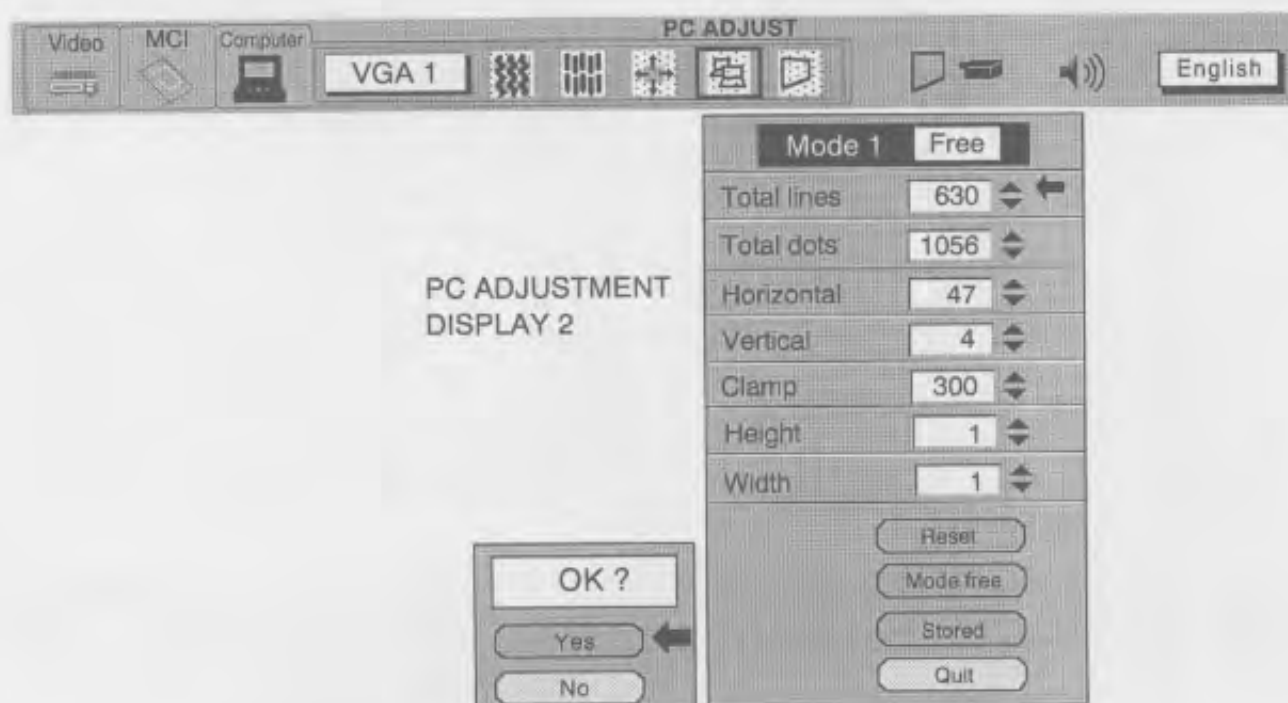 PC ADJUST
Video MCI Computer VGA 1 English
Mode 1 Free
Total lines 630
Total dots 1056
PC ADJUSTMENT
DISPLAY 2
Horizontal 47
Vertical 4
Clamp 300
Height 1
Width 1
Reset
Mode free
Stored
Quit
OK ?
Yes
No